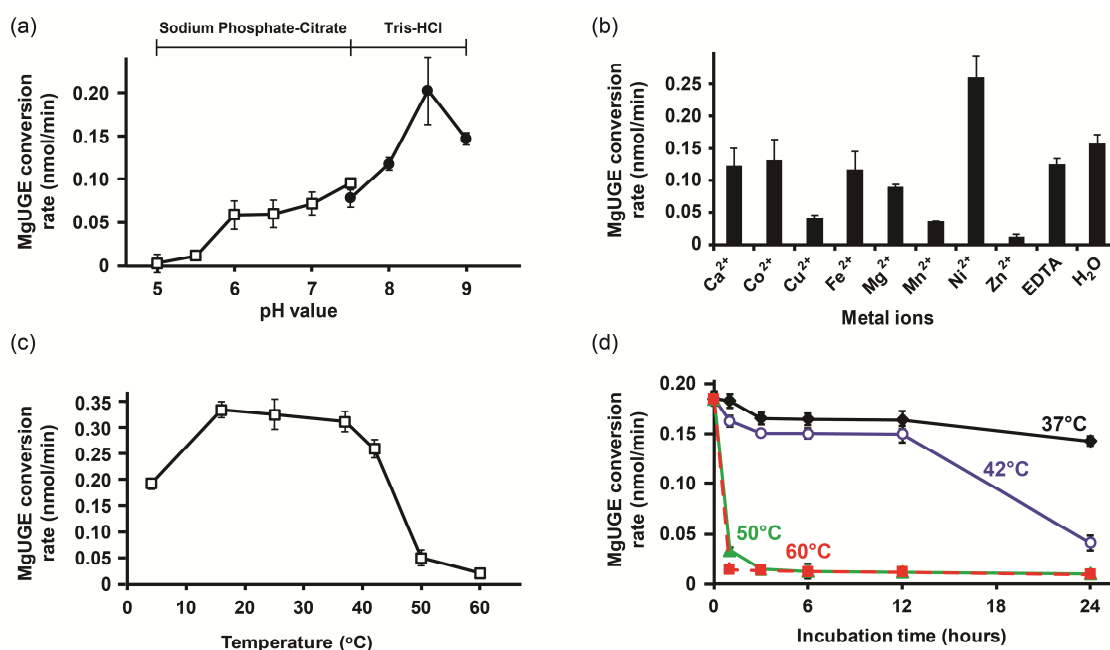 (a)
Sodium Phosphate-Citrate Tris-HCl
MgUGE conversion
rate (nmol/min)
0.20
0.15
0.10
0.05
0
5 6 7 8 9
pH value
(b)
MgUGE conversion
rate (nmol/min)
0.25
0.20
0.15
0.10
0.05
0
Ca²⁺ Co²⁺ Cu²⁺ Fe²⁺ Mg²⁺ Mn²⁺ Ni²⁺ Zn²⁺ EDTA H₂O
Metal ions
(c)
MgUGE conversion
rate (nmol/min)
0.35
0.30
0.25
0.20
0.15
0.10
0.05
0
0 10 20 30 40 50 60
Temperature (°C)
(d)
MgUGE conversion
rate (nmol/min)
0.20
0.15
0.10
0.05
0
37°C
42°C
50°C
60°C
0 6 12 18 24
Incubation time (hours)